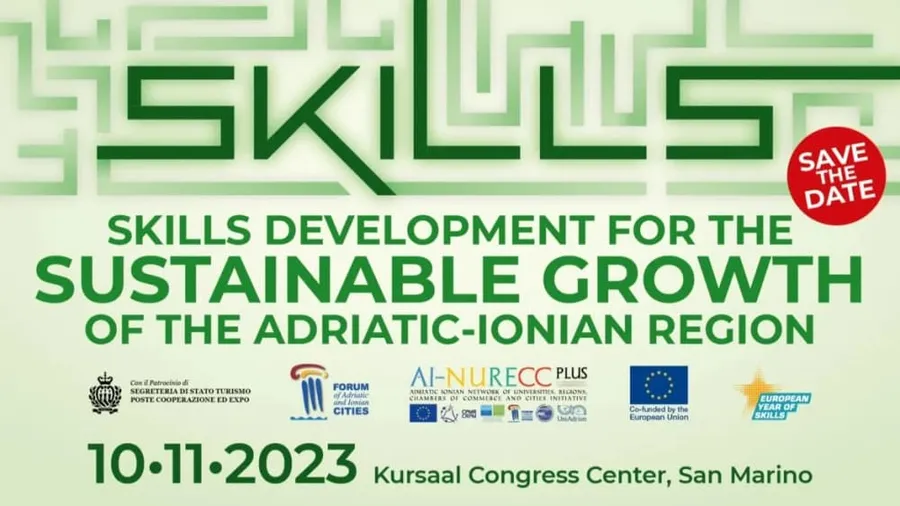 SKILLS
SAVE
THE
DATE
SKILLS DEVELOPMENT FOR THE
SUSTAINABLE GROWTH
OF THE ADRIATIC-IONIAN REGION
Con il Patrocinio di
SEGRETERIA DI STATO TURISMO
POSTE COOPERAZIONE ED EXPO
FORUM
of Adriatic
and Ionian
CITIES
AI-NURECC PLUS
ADRIATIC IONIAN NETWORK OF UNIVERSITIES, REGIONS,
CHAMBERS OF COMMERCE AND CITIES INITIATIVE
UniAdrion
Co-funded by the
European Union
EUROPEAN
YEAR OF
SKILLS
10•11•2023 Kursaal Congress Center, San Marino